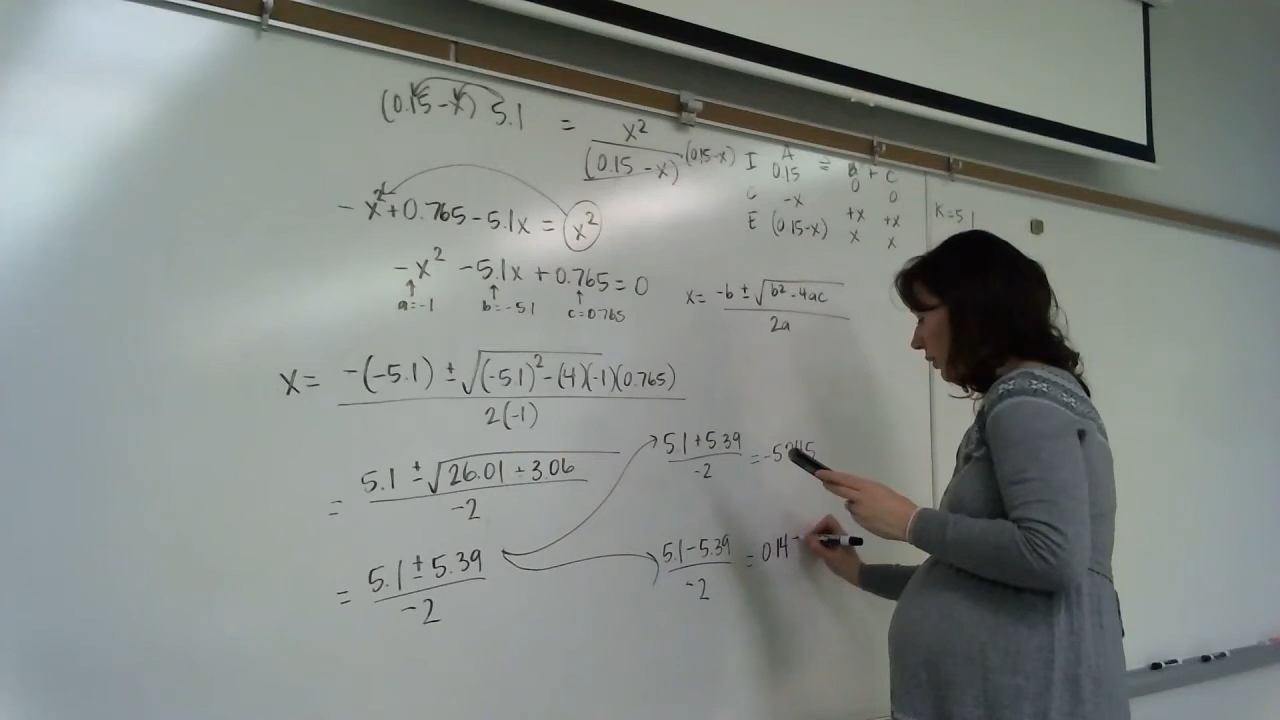 (0.15 - x) 5.1 = x² / (0.15 - x) · (0.15 - x)
I A 0.15 ⇌ B 0 + C 0
C -x +x +x
E (0.15-x) x x
K=5.1
- x² + 0.765 - 5.1x = x²
-x² - 5.1x + 0.765 = 0
a=-1 b=-5.1 c=0.765
x = -b ± √b² - 4ac / 2a
x = -(-5.1) ± √(-5.1)² - (4)(-1)(0.765) / 2(-1)
= 5.1 ± √26.01 + 3.06 / -2
= 5.1 ± 5.39 / -2
5.1 + 5.39 / -2 = -5.245
5.1 - 5.39 / -2 = 0.14